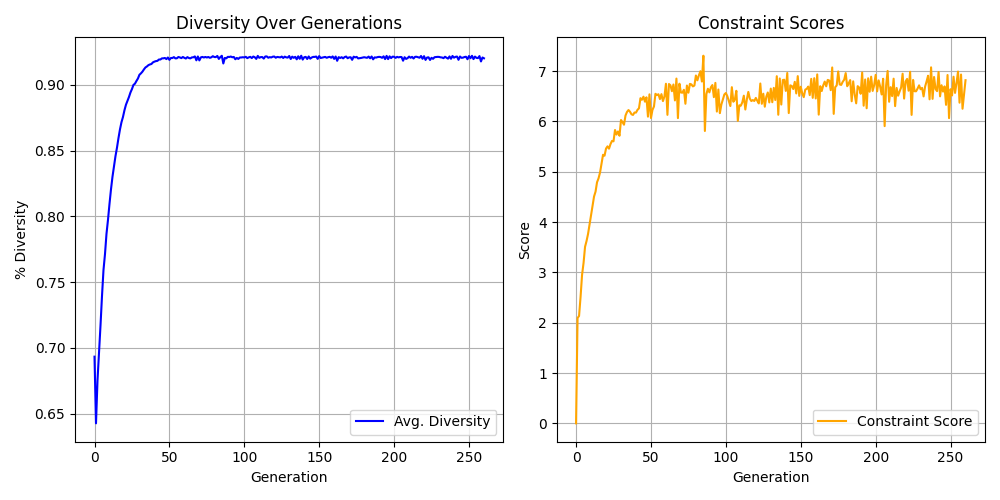 Diversity Over Generations
% Diversity
0.90
0.85
0.80
0.75
0.70
0.65
0 50 100 150 200 250
Generation
Avg. Diversity
Constraint Scores
Score
7
6
5
4
3
2
1
0
0 50 100 150 200 250
Generation
Constraint Score